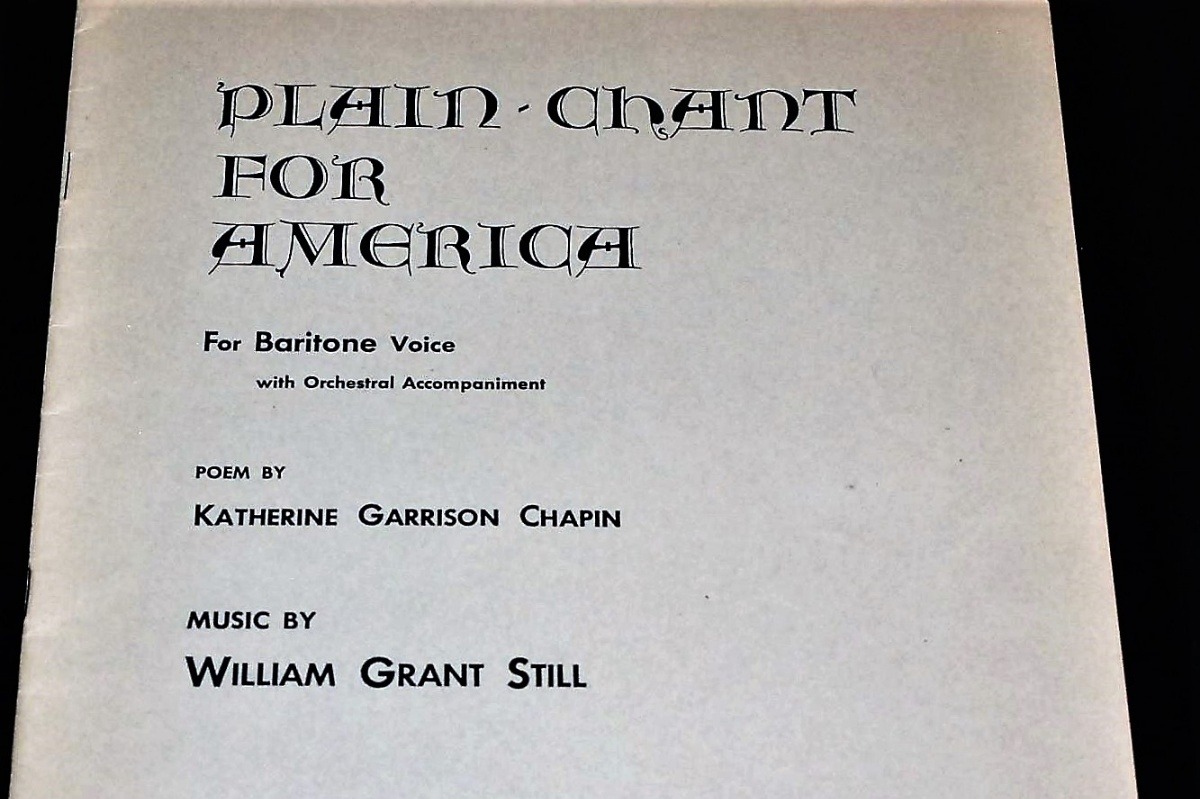 PLAIN-CHANT
FOR
AMERICA
For Baritone Voice
with Orchestral Accompaniment
POEM BY
KATHERINE GARRISON CHAPIN
MUSIC BY
WILLIAM GRANT STILL